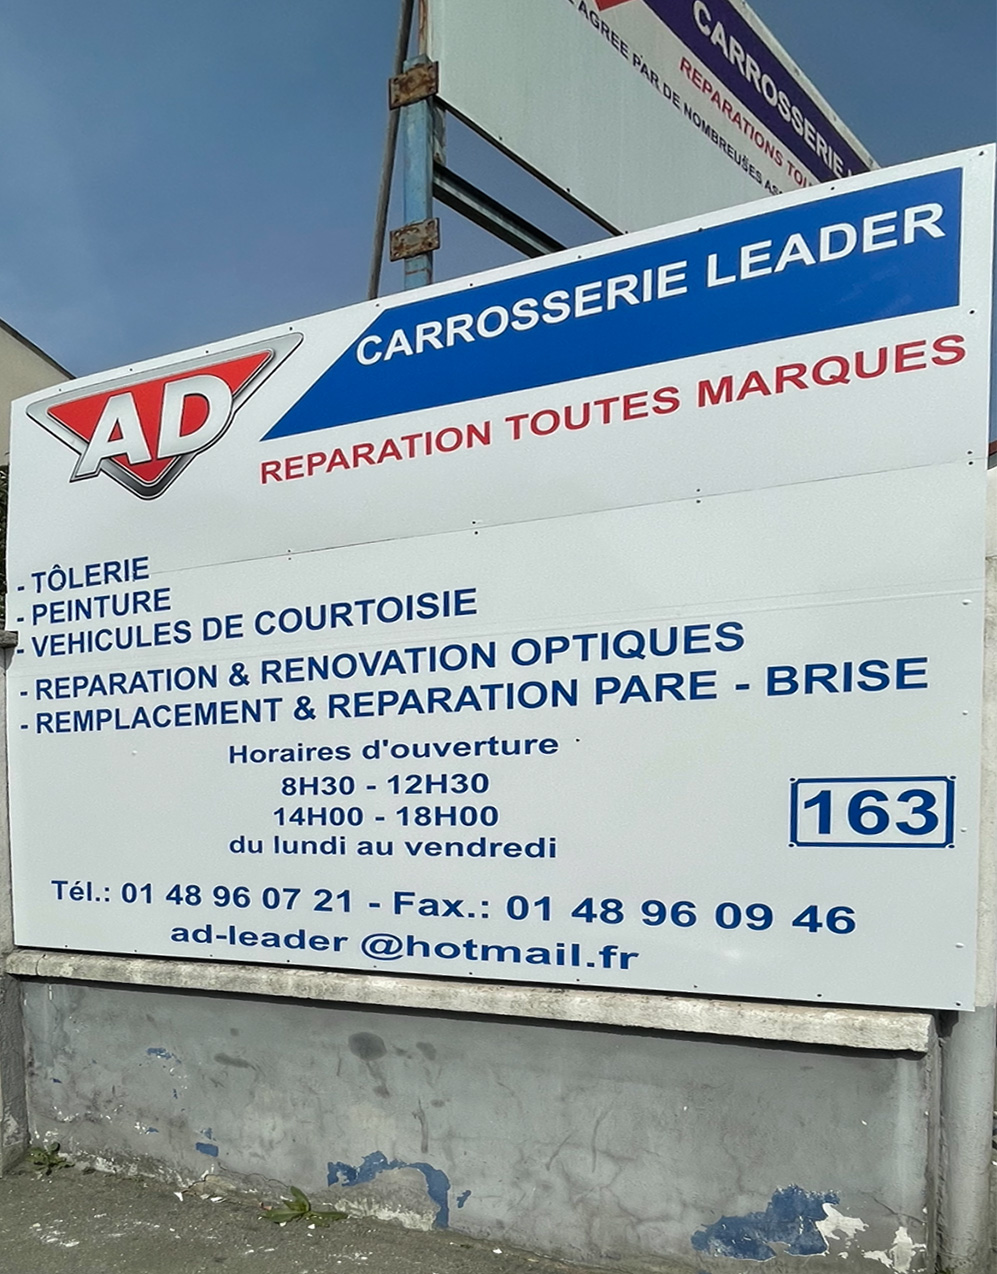 CARROSSERIE
REPARATIONS
AGREE PAR DE NOMBREUSES
CARROSSERIE LEADER
AD
REPARATION TOUTES MARQUES
- TÔLERIE
- PEINTURE
- VEHICULES DE COURTOISIE
- REPARATION & RENOVATION OPTIQUES
- REMPLACEMENT & REPARATION PARE - BRISE
Horaires d'ouverture
8H30 - 12H30
14H00 - 18H00
du lundi au vendredi
163
Tél.: 01 48 96 07 21 - Fax.: 01 48 96 09 46
ad-leader @hotmail.fr